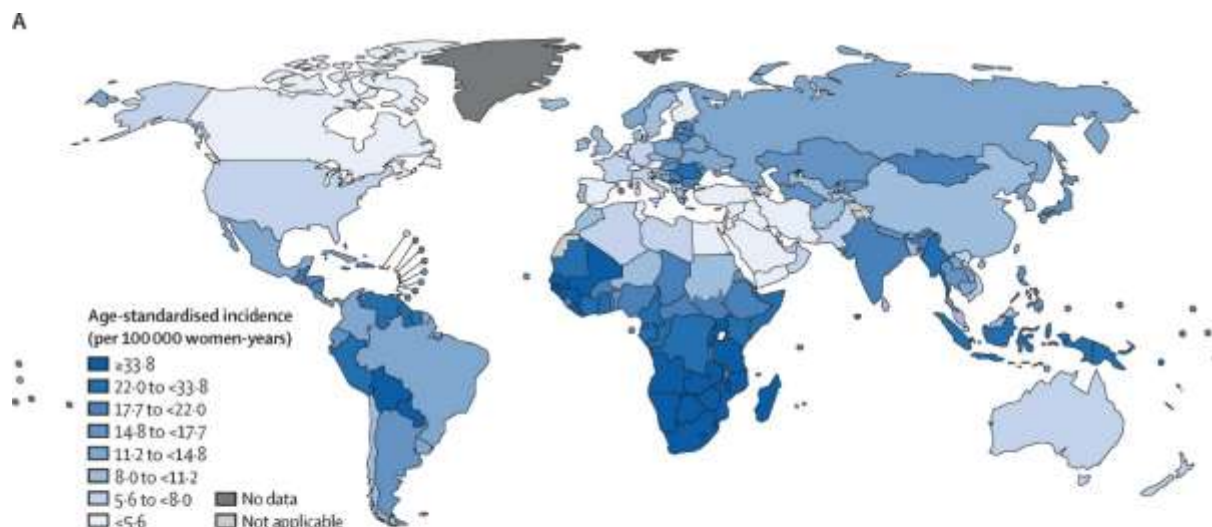 A
Age-standardised incidence
(per 100 000 women-years)
≥33·8
22·0 to <33·8
17·7 to <22·0
14·8 to <17·7
11·2 to <14·8
8·0 to <11·2
5·6 to <8·0
<5·6
No data
Not applicable